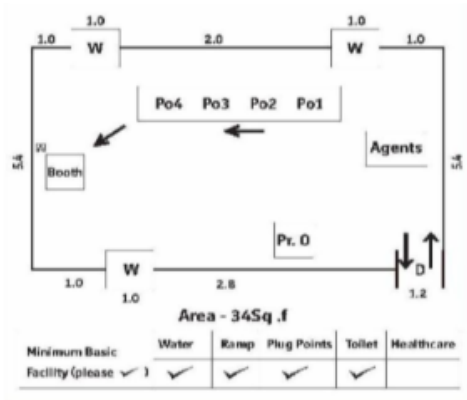 1.0 1.0
1.0 W 2.0 W 1.0
Po4 Po3 Po2 Po1
5.4 Agents 5.4
Booth
Pr. O
W D
1.0 2.8 1.2
1.0
Area - 34Sq .f
Minimum Basic Water Ramp Plug Points Toilet Healthcare
Facility (please ✓ ) ✓ ✓ ✓ ✓